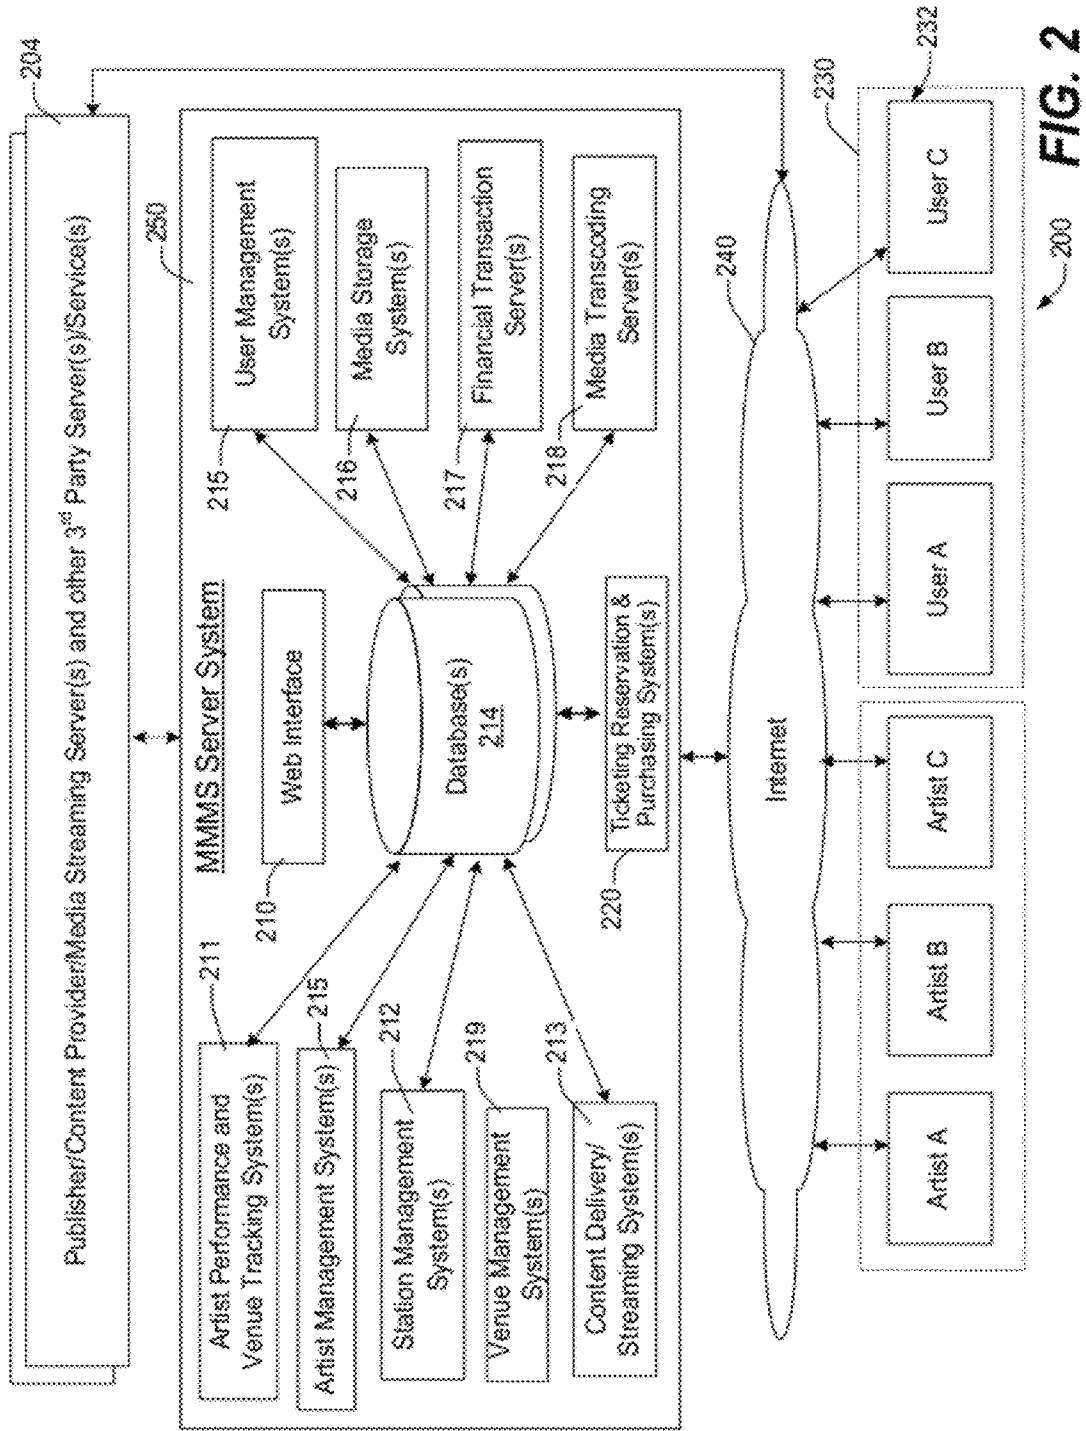 204
Publisher/Content Provider/Media Streaming Server(s) and other 3rd Party Server(s)/Service(s)
250
MMMS Server System
211
Artist Performance and
Venue Tracking System(s)
215
Artist Management System(s)
212
Station Management
System(s)
219
Venue Management
System(s)
213
Content Delivery/
Streaming System(s)
210
Web Interface
Database(s)
214
220
Ticketing Reservation &
Purchasing System(s)
215
User Management
System(s)
216
Media Storage
System(s)
217
Financial Transaction
Server(s)
218
Media Transcoding
Server(s)
240
Internet
230
232
Artist A
Artist B
Artist C
User A
User B
User C
200
FIG. 2